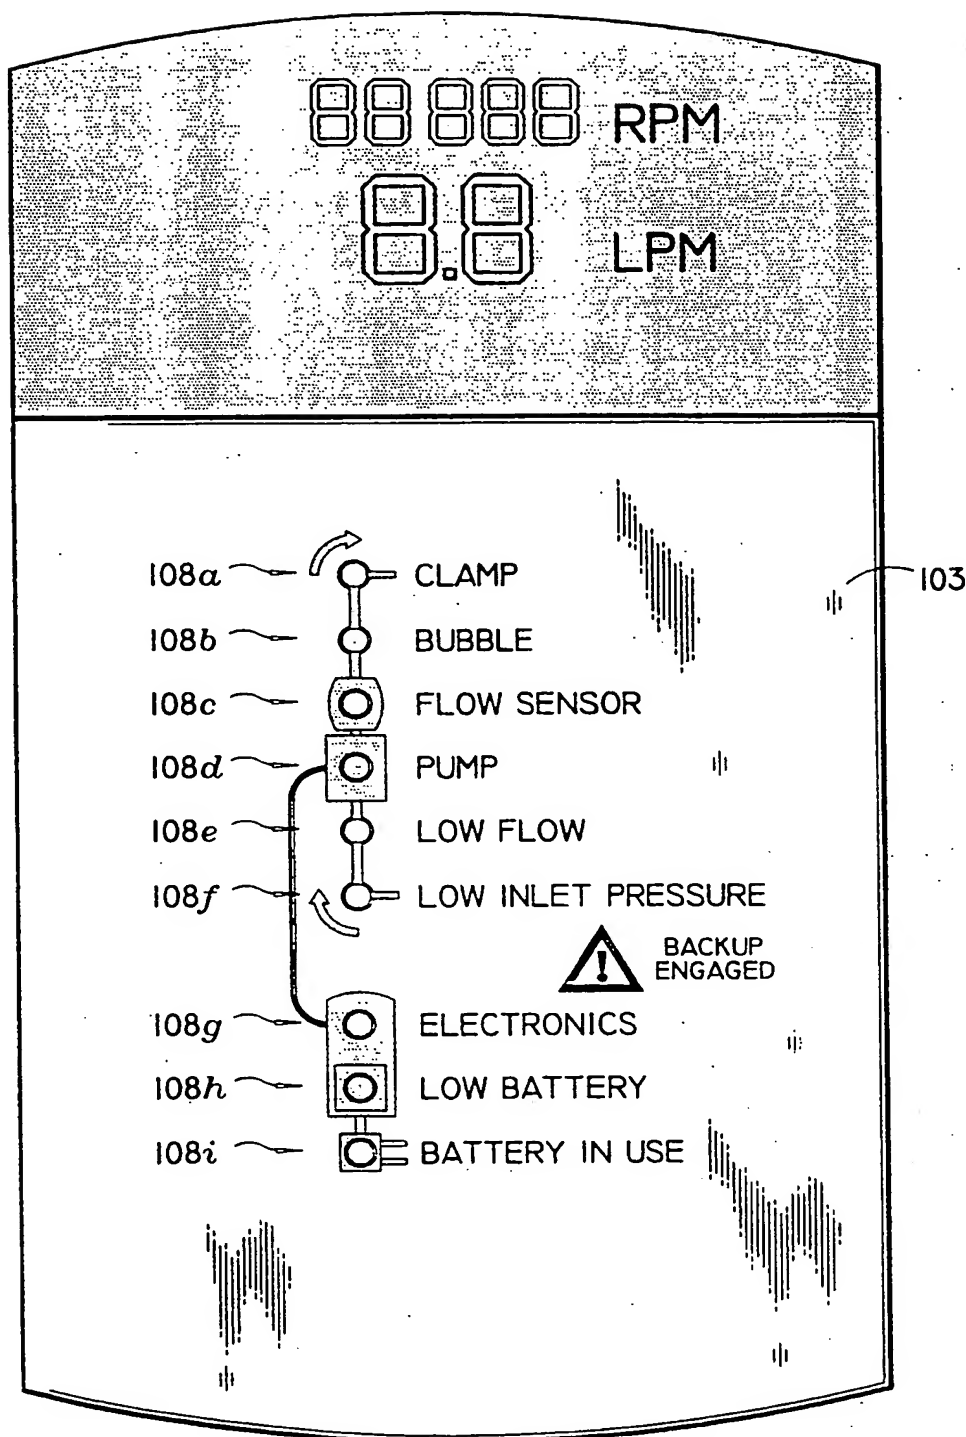 88 888 RPM
8.8 LPM
108a CLAMP
103
108b BUBBLE
108c FLOW SENSOR
108d PUMP
108e LOW FLOW
108f LOW INLET PRESSURE
! BACKUP
ENGAGED
108g ELECTRONICS
108h LOW BATTERY
108i BATTERY IN USE